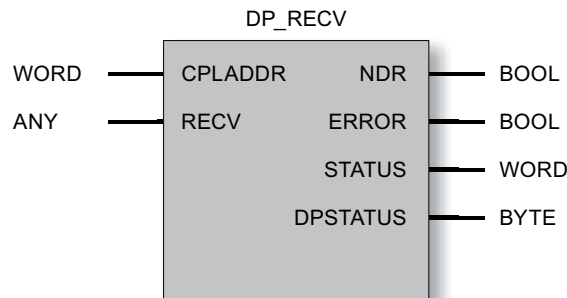 DP_RECV
WORD CPLADDR NDR BOOL
ANY RECV ERROR BOOL
STATUS WORD
DPSTATUS BYTE